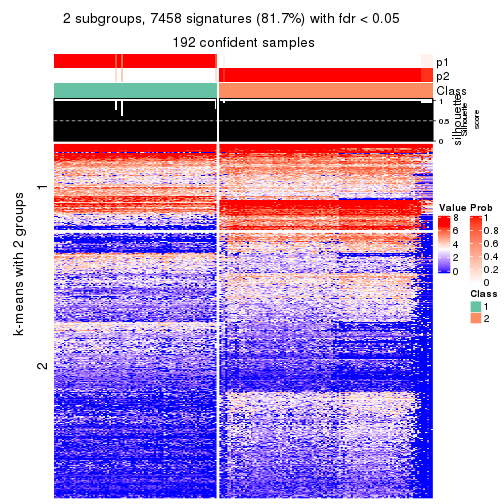 2 subgroups, 7458 signatures (81.7%) with fdr < 0.05
192 confident samples
p1
p2
Class
1
0.5
0
silhouette
Silhouette
score
k-means with 2 groups
1
2
Value
8
6
4
2
0
Prob
1
0.8
0.6
0.4
0.2
0
Class
1
2